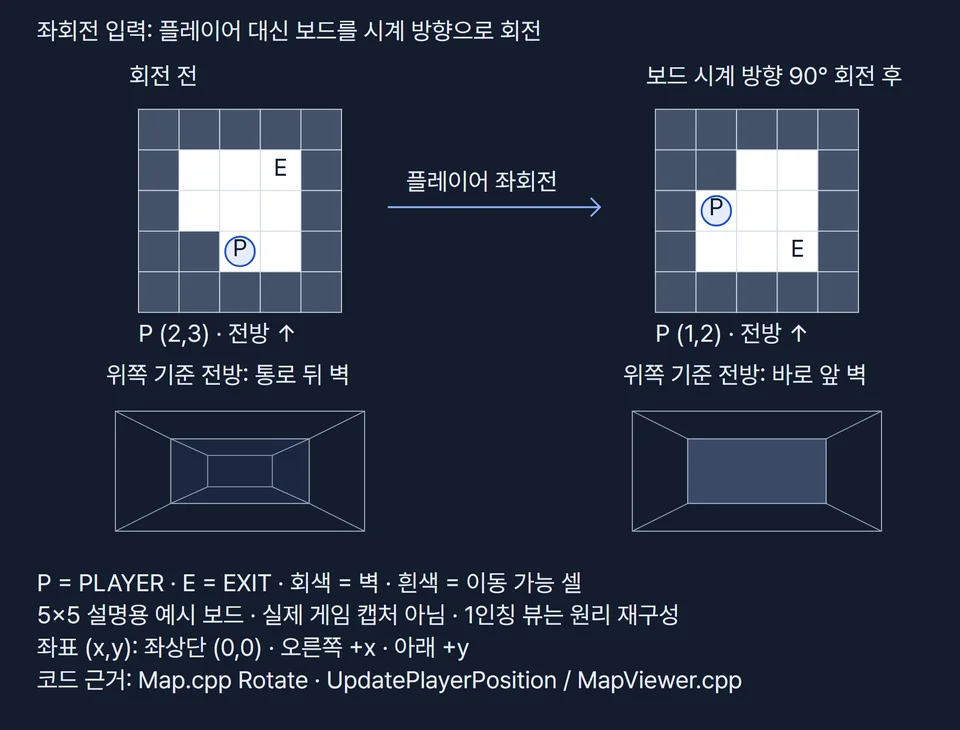 좌회전 입력: 플레이어 대신 보드를 시계 방향으로 회전
회전 전
보드 시계 방향 90° 회전 후
E
P
플레이어 좌회전
P
E
P (2,3) · 전방 ↑
P (1,2) · 전방 ↑
위쪽 기준 전방: 통로 뒤 벽
위쪽 기준 전방: 바로 앞 벽
P = PLAYER · E = EXIT · 회색 = 벽 · 흰색 = 이동 가능 셀
5×5 설명용 예시 보드 · 실제 게임 캡처 아님 · 1인칭 뷰는 원리 재구성
좌표 (x,y): 좌상단 (0,0) · 오른쪽 +x · 아래 +y
코드 근거: Map.cpp Rotate · UpdatePlayerPosition / MapViewer.cpp